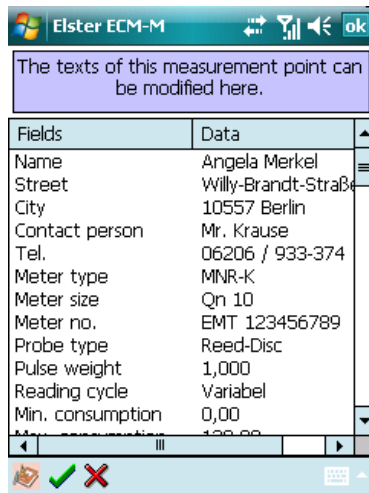 Elster ECM-M ok
The texts of this measurement point can
be modified here.
Fields Data
Name Angela Merkel
Street Willy-Brandt-Straße
City 10557 Berlin
Contact person Mr. Krause
Tel. 06206 / 933-374
Meter type MNR-K
Meter size Qn 10
Meter no. EMT 123456789
Probe type Reed-Disc
Pulse weight 1,000
Reading cycle Variabel
Min. consumption 0,00